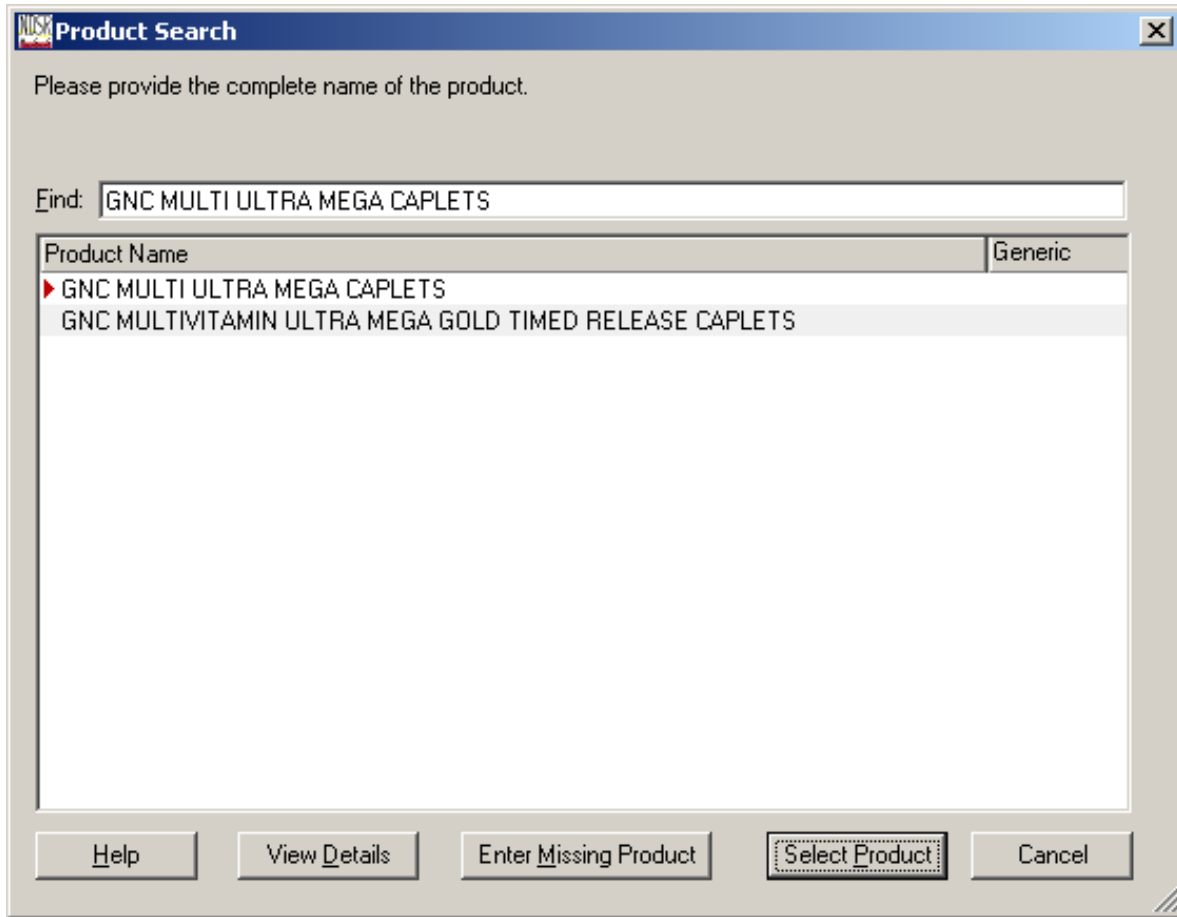 Product Search
Please provide the complete name of the product.
Find: GNC MULTI ULTRA MEGA CAPLETS
Product Name Generic
GNC MULTI ULTRA MEGA CAPLETS
GNC MULTIVITAMIN ULTRA MEGA GOLD TIMED RELEASE CAPLETS
Help View Details Enter Missing Product Select Product Cancel